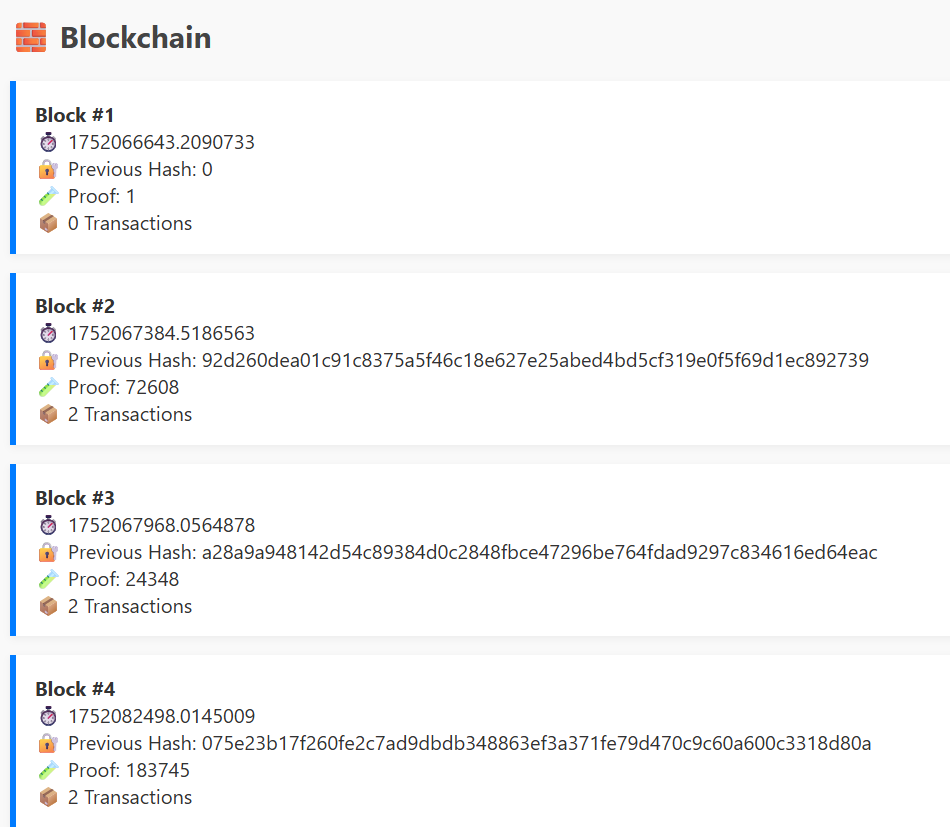 Blockchain
Block #1
1752066643.2090733
Previous Hash: 0
Proof: 1
0 Transactions
Block #2
1752067384.5186563
Previous Hash: 92d260dea01c91c8375a5f46c18e627e25abed4bd5cf319e0f5f69d1ec892739
Proof: 72608
2 Transactions
Block #3
1752067968.0564878
Previous Hash: a28a9a948142d54c89384d0c2848fbce47296be764fdad9297c834616ed64eac
Proof: 24348
2 Transactions
Block #4
1752082498.0145009
Previous Hash: 075e23b17f260fe2c7ad9dbdb348863ef3a371fe79d470c9c60a600c3318d80a
Proof: 183745
2 Transactions